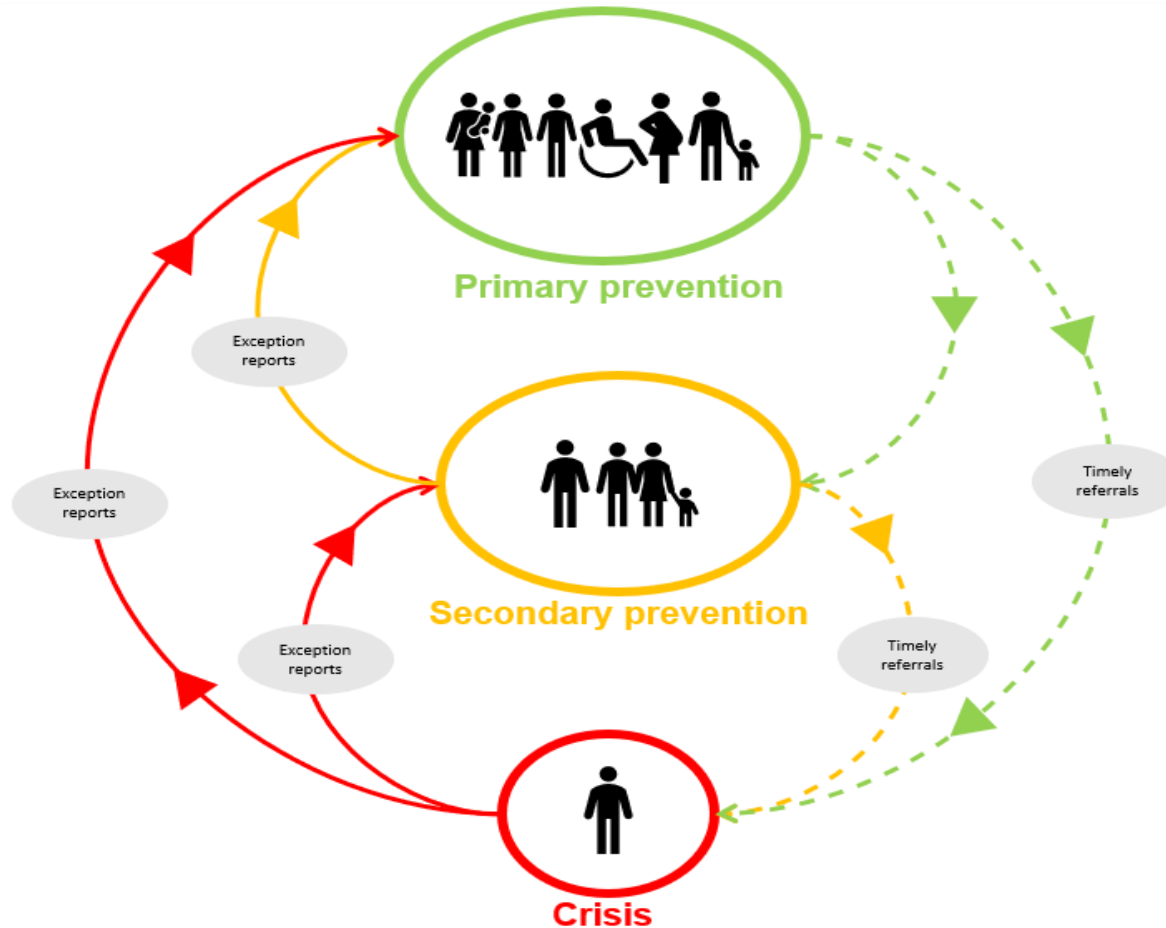 Primary prevention
Exception
reports
Exception
reports
Timely
referrals
Secondary prevention
Exception
reports
Timely
referrals
Crisis